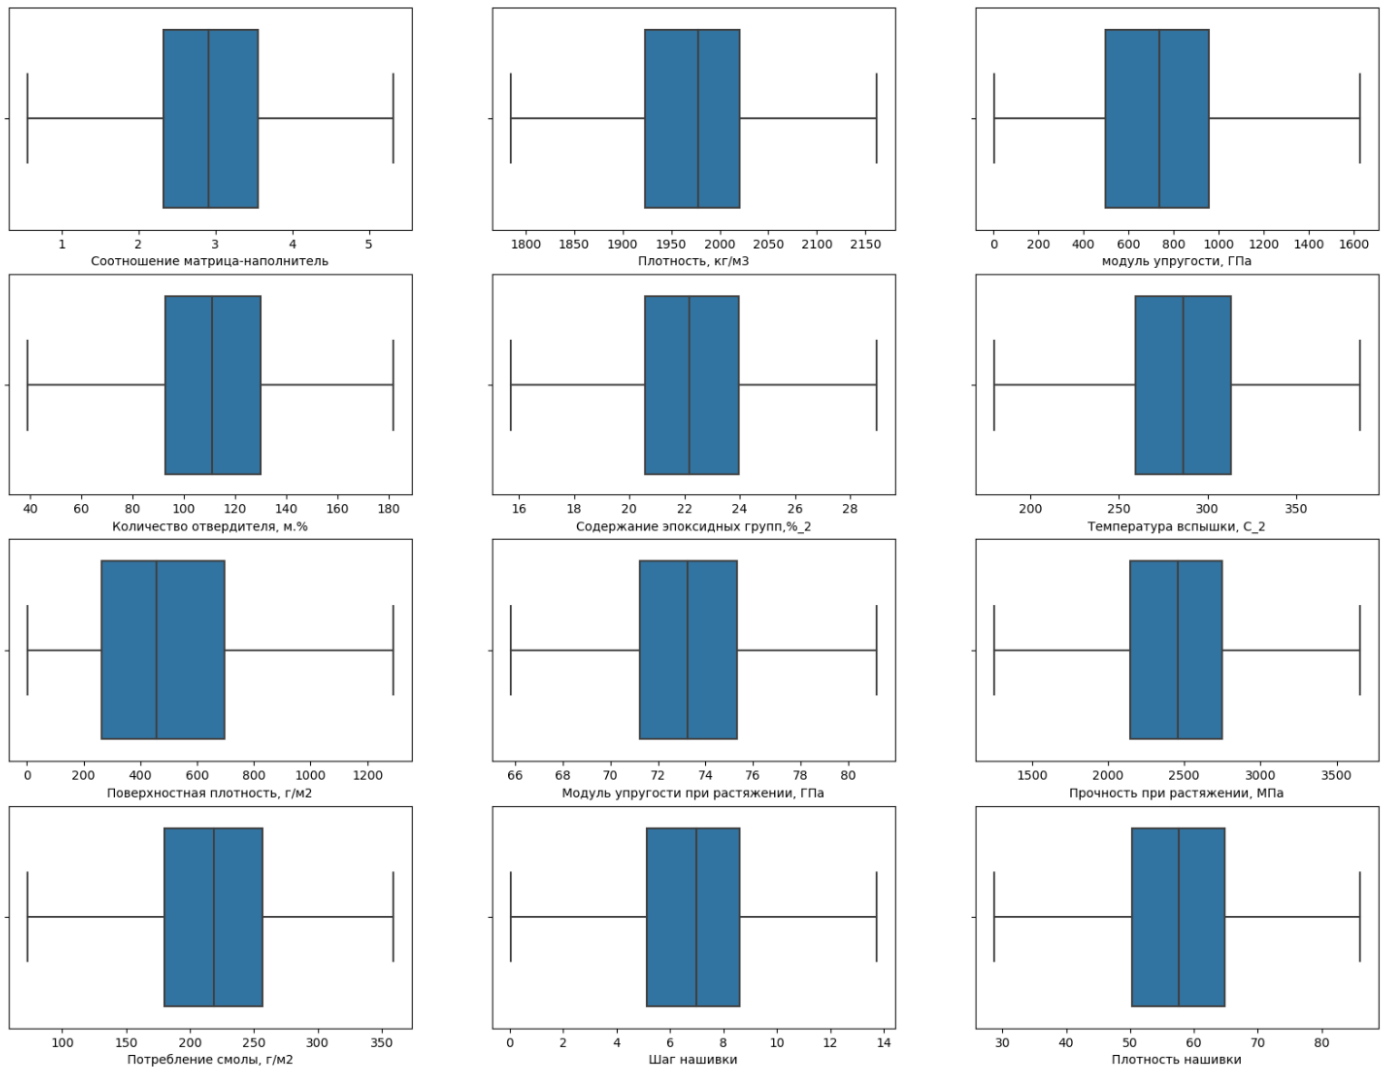 1 2 3 4 5
Соотношение матрица-наполнитель
1800 1850 1900 1950 2000 2050 2100 2150
Плотность, кг/м3
0 200 400 600 800 1000 1200 1400 1600
модуль упругости, ГПа
40 60 80 100 120 140 160 180
Количество отвердителя, м.%
16 18 20 22 24 26 28
Содержание эпоксидных групп,%_2
200 250 300 350
Температура вспышки, С_2
0 200 400 600 800 1000 1200
Поверхностная плотность, г/м2
66 68 70 72 74 76 78 80
Модуль упругости при растяжении, ГПа
1500 2000 2500 3000 3500
Прочность при растяжении, МПа
100 150 200 250 300 350
Потребление смолы, г/м2
0 2 4 6 8 10 12 14
Шаг нашивки
30 40 50 60 70 80
Плотность нашивки